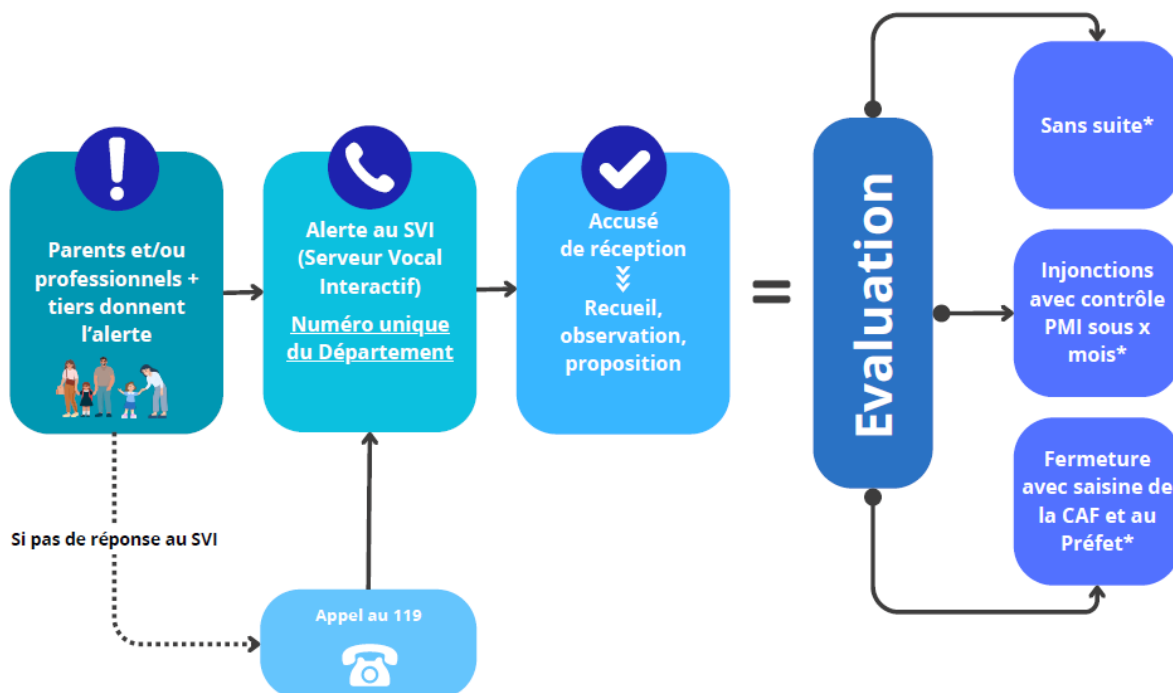 Parents et/ou
professionnels +
tiers donnent
l'alerte
Si pas de réponse au SVI
Alerte au SVI
(Serveur Vocal
Interactif)
Numéro unique
du Département
Appel au 119
Accusé
de réception
Recueil,
observation,
proposition
=
Evaluation
Sans suite*
Injonctions
avec contrôle
PMI sous x
mois*
Fermeture
avec saisine de
la CAF et au
Préfet*